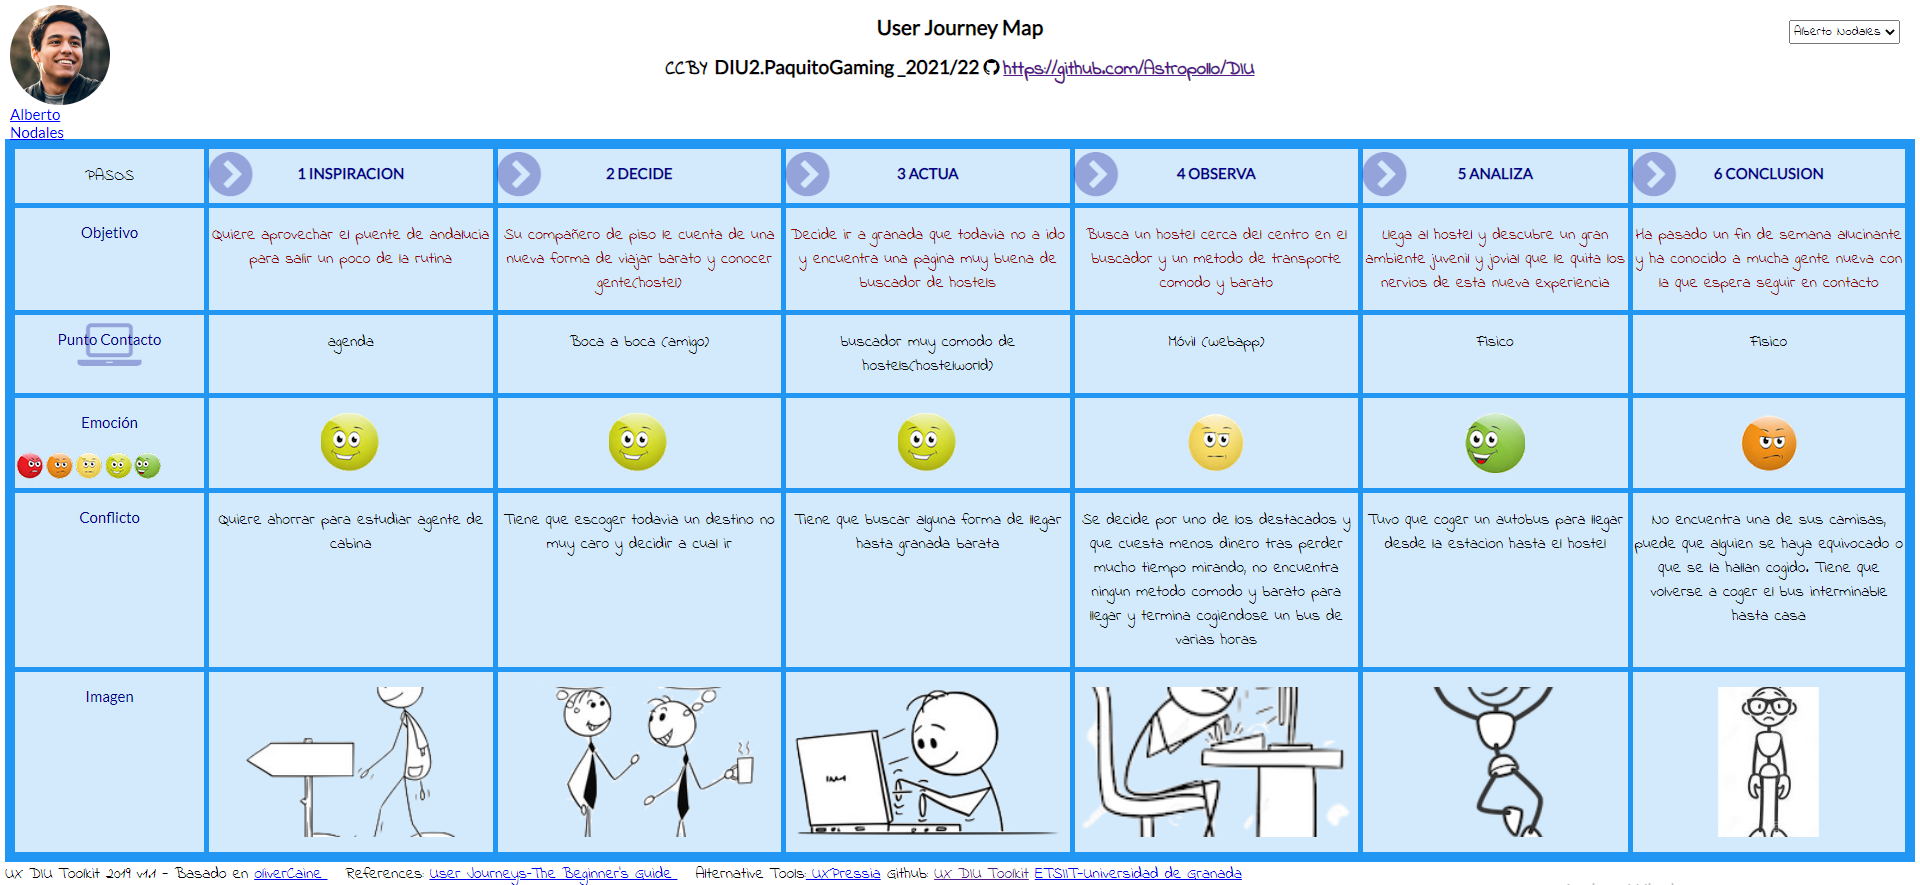 User Journey Map
Alberto Nodales
CCBY DIU2.PaquitoGaming_2021/22 https://github.com/Astropollo/DIU
Alberto
Nodales
PASOS
1 INSPIRACION
2 DECIDE
3 ACTUA
4 OBSERVA
5 ANALIZA
6 CONCLUSION
Objetivo
Quiere aprovechar el puente de andalucia
para salir un poco de la rutina
Su compañero de piso le cuenta de una
nueva forma de viajar barato y conocer
gente(hostel)
Decide ir a granada que todavia no a ido
y encuentra una pagina muy buena de
buscador de hostels
Busca un hostel cerca del centro en el
buscador y un metodo de transporte
comodo y barato
Llega al hostel y descubre un gran
ambiente juvenil y jovial que le quita los
nervios de esta nueva experiencia
Ha pasado un fin de semana alucinante
y ha conocido a mucha gente nueva con
la que espera seguir en contacto
Punto Contacto
agenda
Boca a boca (amigo)
buscador muy comodo de
hostels(hostelworld)
Móvil (webapp)
Fisico
Fisico
Emoción
Conflicto
Quiere ahorrar para estudiar agente de
cabina
Tiene que escoger todavia un destino no
muy caro y decidir a cual ir
Tiene que buscar alguna forma de llegar
hasta granada barata
Se decide por uno de los destacados y
que cuesta menos dinero tras perder
mucho tiempo mirando, no encuentra
ningun metodo comodo y barato para
llegar y termina cogiendose un bus de
varias horas
Tuvo que coger un autobus para llegar
desde la estacion hasta el hostel
No encuentra una de sus camisas,
puede que alguien se haya equivocado o
que se la hallan cogido. Tiene que
volverse a coger el bus interminable
hasta casa
Imagen
UX DIU Toolkit 2019 v1.1 - Basado en oliverCaine References: User Journeys-The Beginner's Guide Alternative Tools: UXPressia Github: UX DIU Toolkit ETSIIT-Universidad de Granada